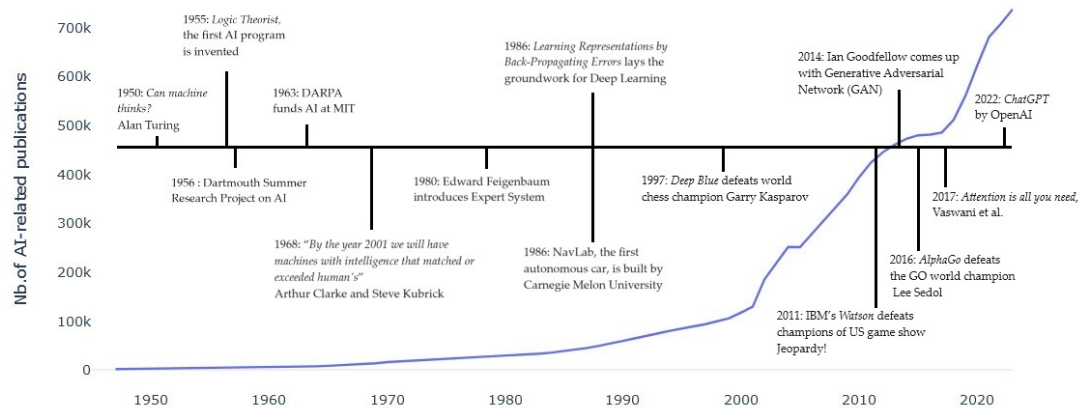 Nb.of AI-related publications
700k
600k
500k
400k
300k
200k
100k
0
1950
1960
1970
1980
1990
2000
2010
2020
1950: Can machine
thinks?
Alan Turing
1955: Logic Theorist,
the first AI program
is invented
1956 : Dartmouth Summer
Research Project on AI
1963: DARPA
funds AI at MIT
1968: “By the year 2001 we will have
machines with intelligence that matched or
exceeded human’s”
Arthur Clarke and Steve Kubrick
1980: Edward Feigenbaum
introduces Expert System
1986: Learning Representations by
Back-Propagating Errors lays the
groundwork for Deep Learning
1986: NavLab, the first
autonomous car, is built by
Carnegie Melon University
1997: Deep Blue defeats world
chess champion Garry Kasparov
2011: IBM’s Watson defeats
champions of US game show
Jeopardy!
2014: Ian Goodfellow comes up
with Generative Adversarial
Network (GAN)
2016: AlphaGo defeats
the GO world champion
Lee Sedol
2017: Attention is all you need,
Vaswani et al.
2022: ChatGPT
by OpenAI